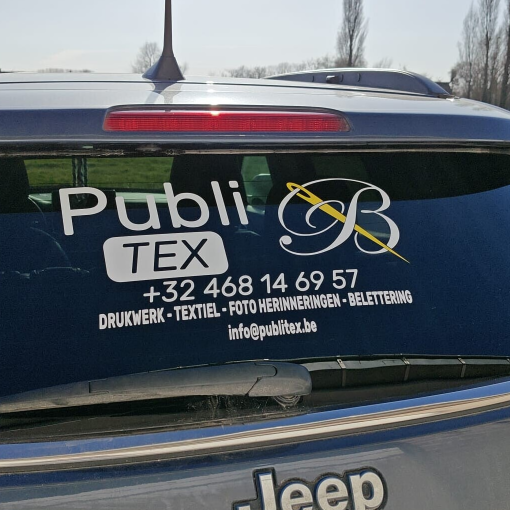 Publi
TEX
B
+32 468 14 69 57
DRUKWERK - TEXTIEL - FOTO HERINNERINGEN - BELETTERING
info@publitex.be
Jeep